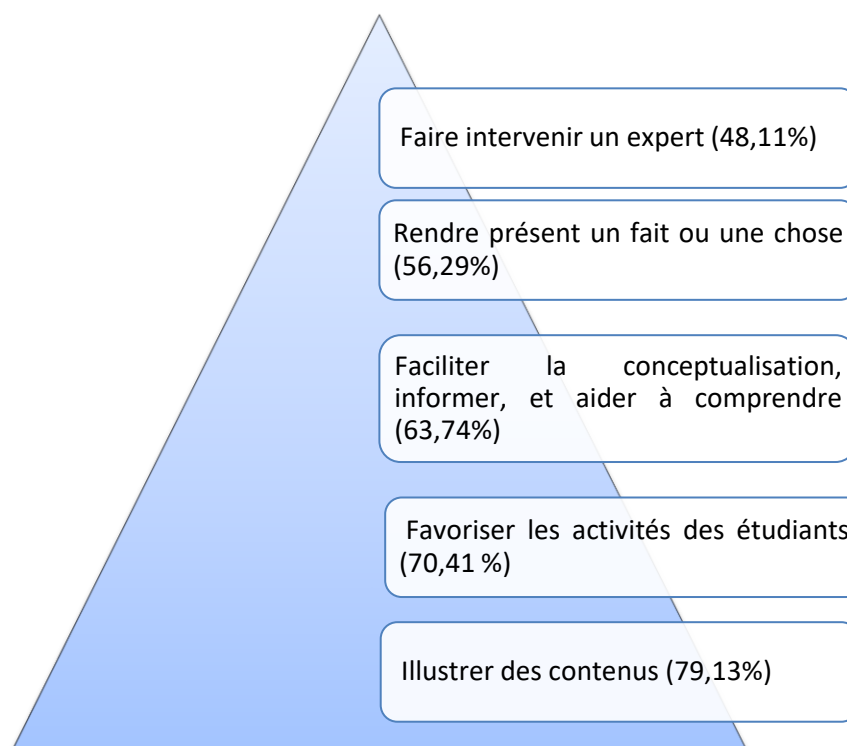 Faire intervenir un expert (48,11%)
Rendre présent un fait ou une chose
(56,29%)
Faciliter la conceptualisation,
informer, et aider à comprendre
(63,74%)
Favoriser les activités des étudiants
(70,41 %)
Illustrer des contenus (79,13%)